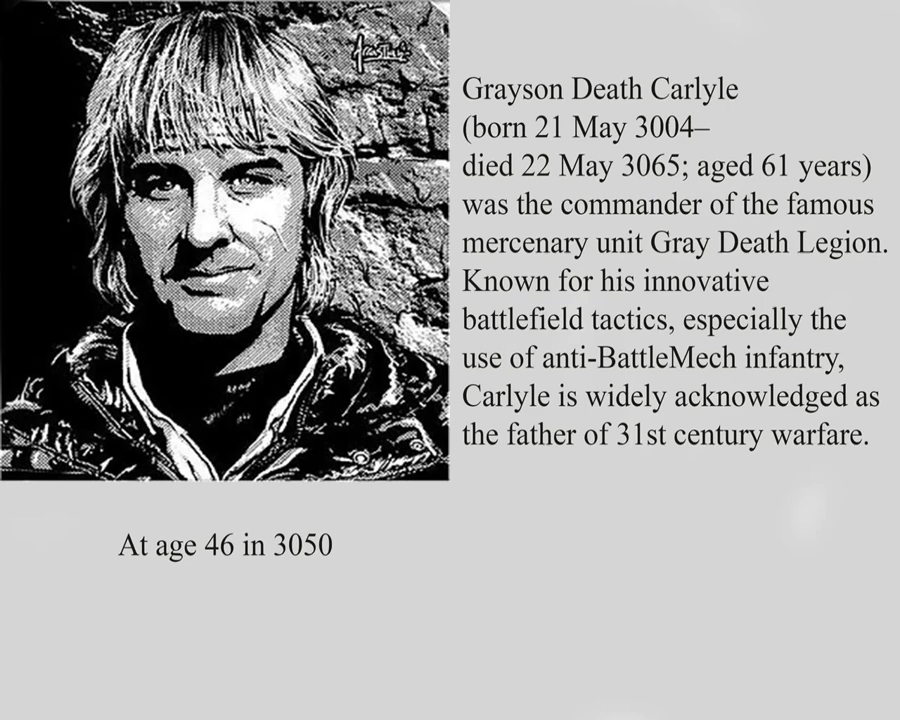 Grayson Death Carlyle
(born 21 May 3004–
died 22 May 3065; aged 61 years)
was the commander of the famous
mercenary unit Gray Death Legion.
Known for his innovative
battlefield tactics, especially the
use of anti-BattleMech infantry,
Carlyle is widely acknowledged as
the father of 31st century warfare.
At age 46 in 3050